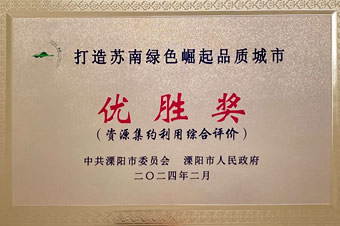 打造苏南绿色崛起品质城市
优胜奖
（资源集约利用综合评价）
中共溧阳市委员会 溧阳市人民政府
二〇二四年二月